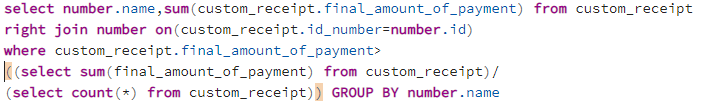 select number.name,sum(custom_receipt.final_amount_of_payment) from custom_receipt
right join number on(custom_receipt.id_number=number.id)
where custom_receipt.final_amount_of_payment>
((select sum(final_amount_of_payment) from custom_receipt)/
(select count(*) from custom_receipt)) GROUP BY number.name